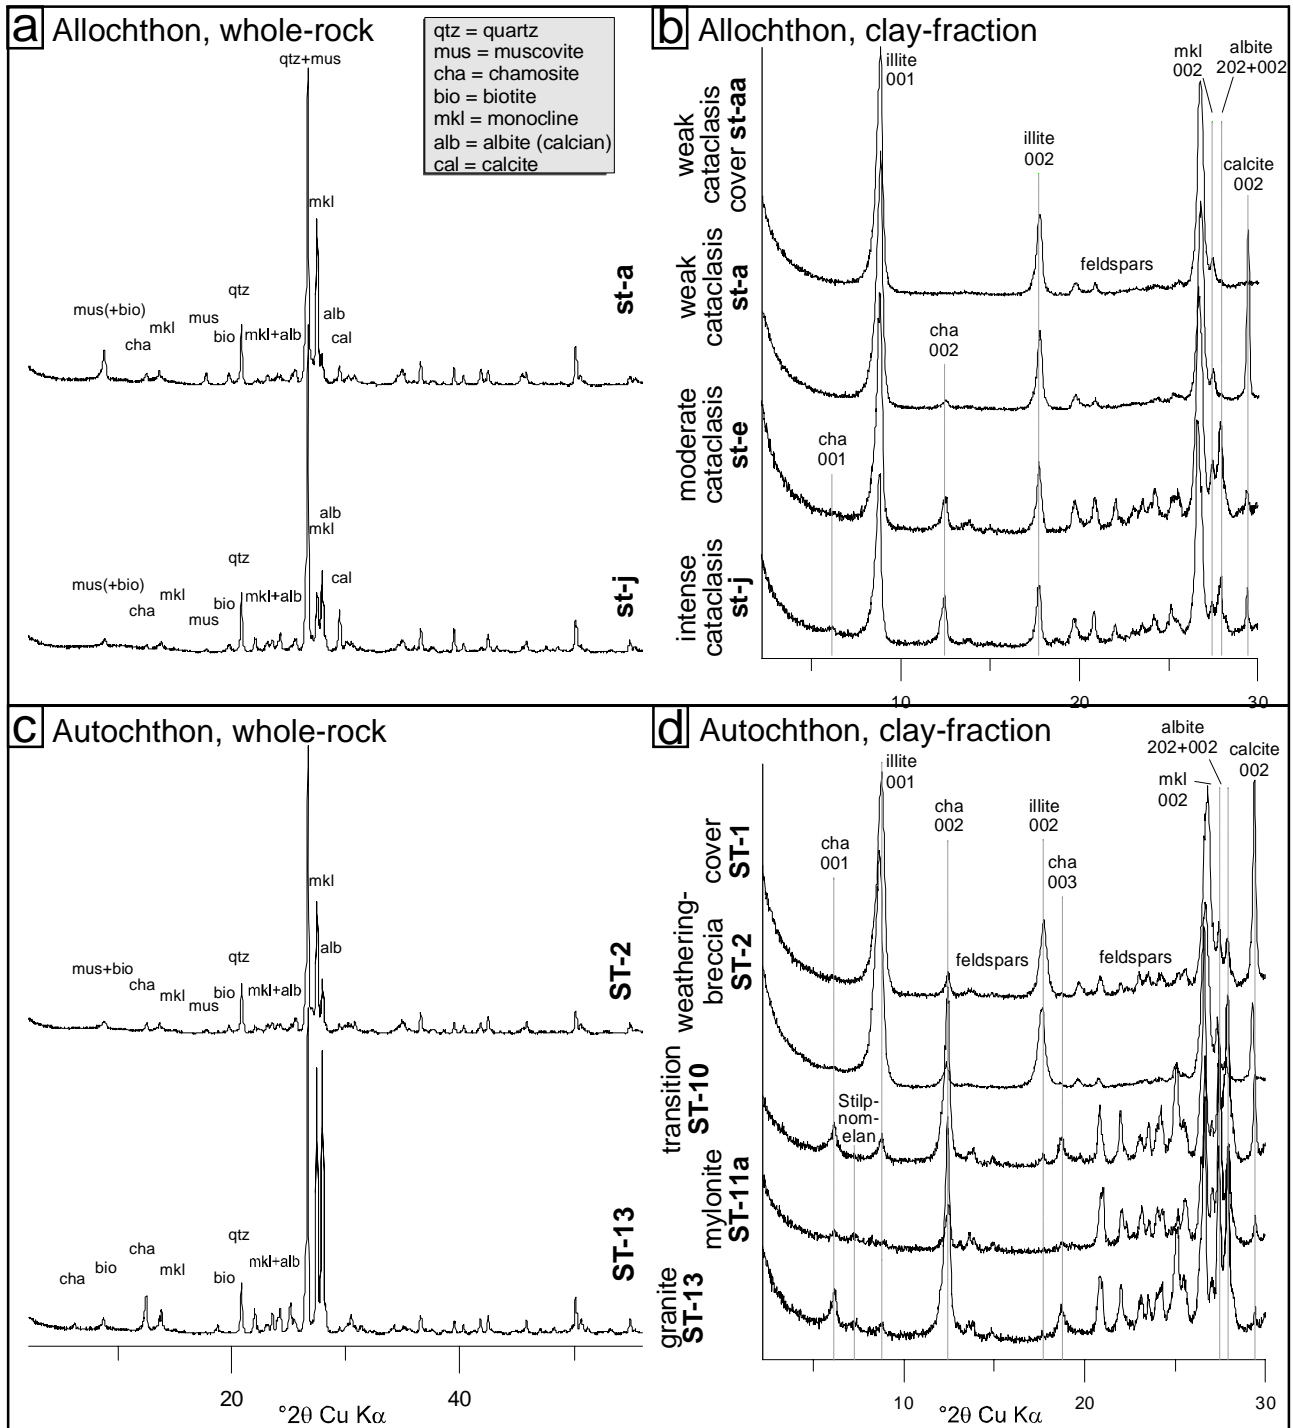 a Allochthon, whole-rock
qtz = quartz
mus = muscovite
cha = chamosite
bio = biotite
mkl = monocline
alb = albite (calcian)
cal = calcite
qtz+mus
mkl
mus(+bio)
cha
mkl
mus
qtz
bio
mkl+alb
alb
cal
st-a
alb
mkl
mus(+bio)
cha
mkl
mus
qtz
bio
mkl+alb
cal
st-j
b Allochthon, clay-fraction
illite
001
mkl
002
albite
202+002
illite
002
calcite
002
feldspars
cha
002
cha
001
weak
cataclasis
cover st-aa
weak
cataclasis
st-a
moderate
cataclasis
st-e
intense
cataclasis
st-j
10
20
30
c Autochthon, whole-rock
mkl
alb
mus+bio
cha
mkl
mus
qtz
bio
mkl+alb
ST-2
cha
bio
cha
mkl
qtz
bio
mkl+alb
ST-13
20
40
°2θ Cu Kα
d Autochthon, clay-fraction
illite
001
albite
202+002
calcite
002
mkl
002
cha
002
illite
002
cha
001
cha
003
feldspars
feldspars
Stilp-
nom-
elan
cover
ST-1
weathering-
breccia
ST-2
transition
ST-10
mylonite
ST-11a
granite
ST-13
10
20
30
°2θ Cu Kα